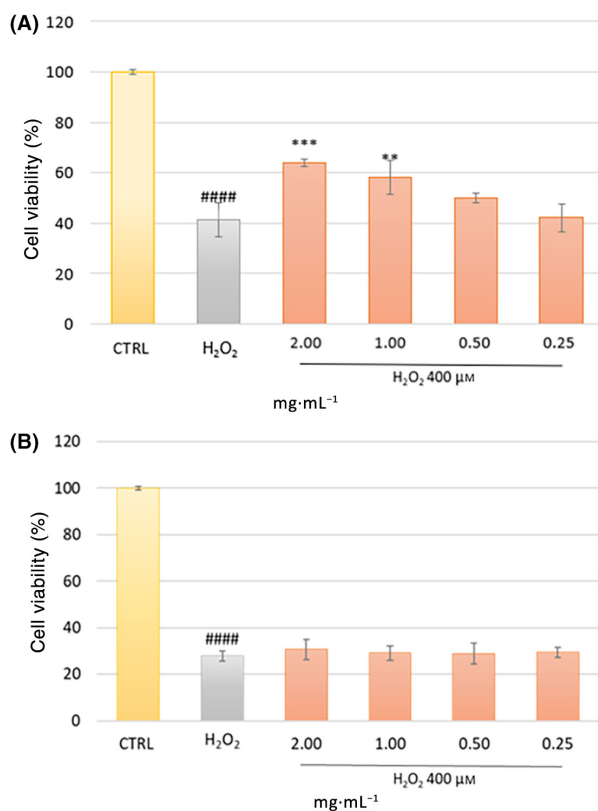 (A)
Cell viability (%)
120
100
80
60
40
20
0
####
***
**
CTRL H₂O₂ 2.00 1.00 0.50 0.25
H₂O₂ 400 μM
mg·mL⁻¹
(B)
Cell viability (%)
120
100
80
60
40
20
0
####
CTRL H₂O₂ 2.00 1.00 0.50 0.25
H₂O₂ 400 μM
mg·mL⁻¹